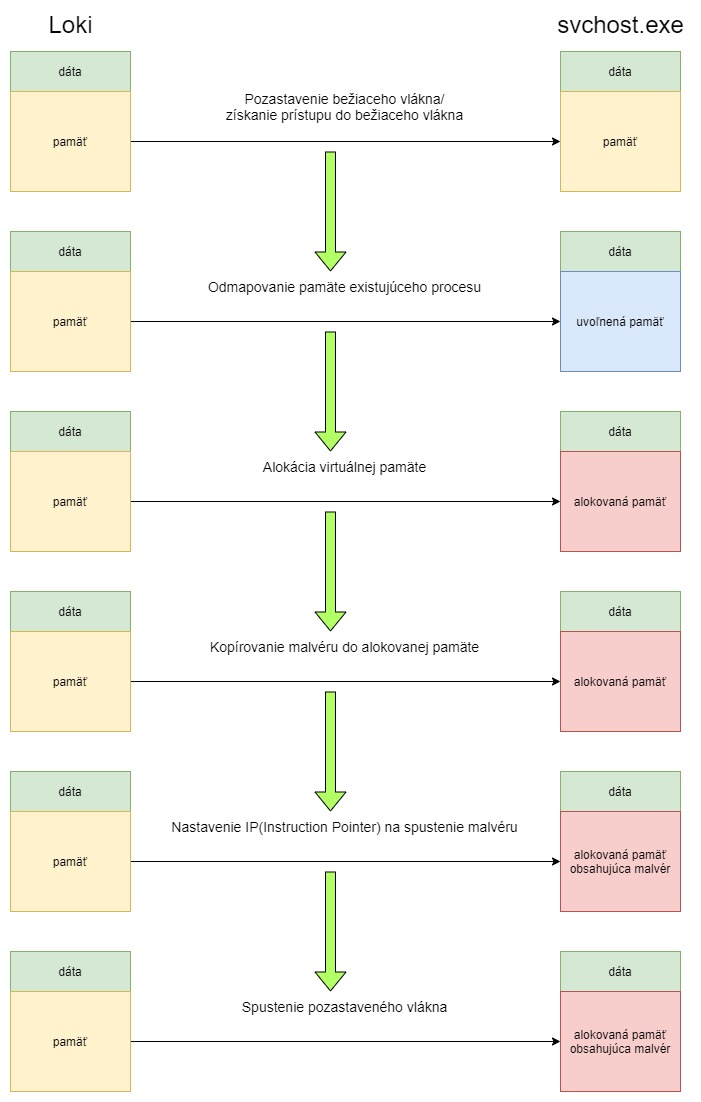 Loki
svchost.exe
dáta
dáta
Pozastavenie bežiaceho vlákna/
získanie prístupu do bežiaceho vlákna
pamäť
pamäť
dáta
dáta
Odmapovanie pamäte existujúceho procesu
pamäť
uvoľnená pamäť
dáta
dáta
Alokácia virtuálnej pamäte
pamäť
alokovaná pamäť
dáta
dáta
Kopírovanie malvéru do alokovanej pamäte
pamäť
alokovaná pamäť
dáta
dáta
Nastavenie IP(Instruction Pointer) na spustenie malvéru
pamäť
alokovaná pamäť
obsahujúca malvér
dáta
dáta
Spustenie pozastaveného vlákna
pamäť
alokovaná pamäť
obsahujúca malvér